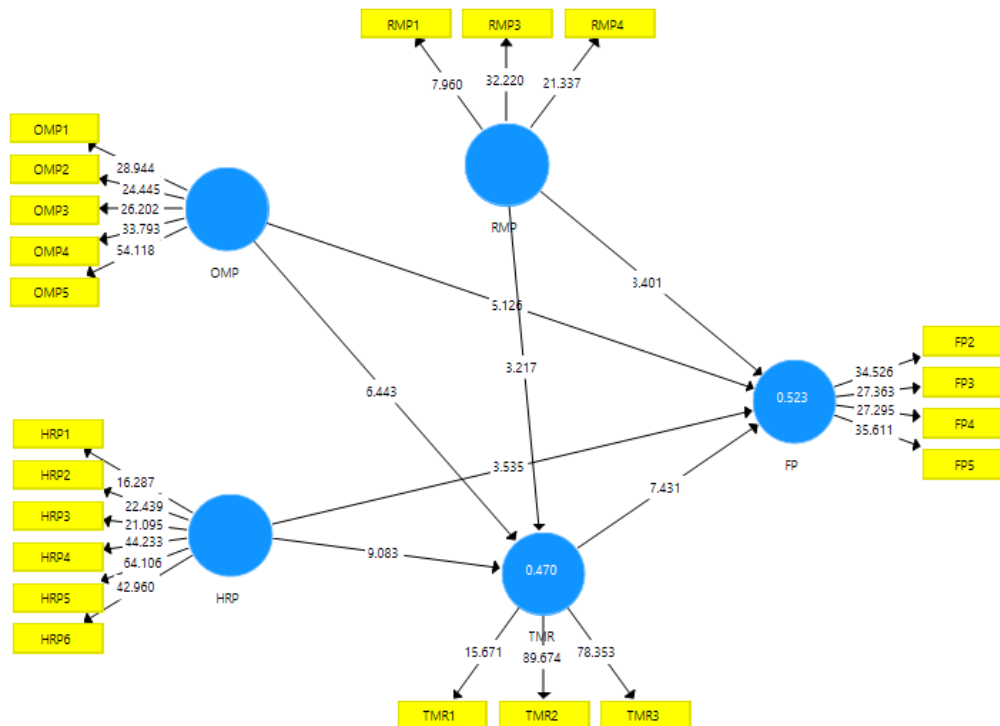 RMP1
RMP3
RMP4
7.960
32.220
21.337
RMP
OMP1
OMP2
OMP3
OMP4
OMP5
28.944
24.445
26.202
33.793
54.118
OMP
3.401
5.126
3.217
6.443
0.523
FP
FP2
FP3
FP4
FP5
34.526
27.363
27.295
35.611
HRP1
HRP2
HRP3
HRP4
HRP5
HRP6
16.287
22.439
21.095
44.233
64.106
42.960
HRP
3.535
7.431
9.083
0.470
TMR
15.671
89.674
78.353
TMR1
TMR2
TMR3